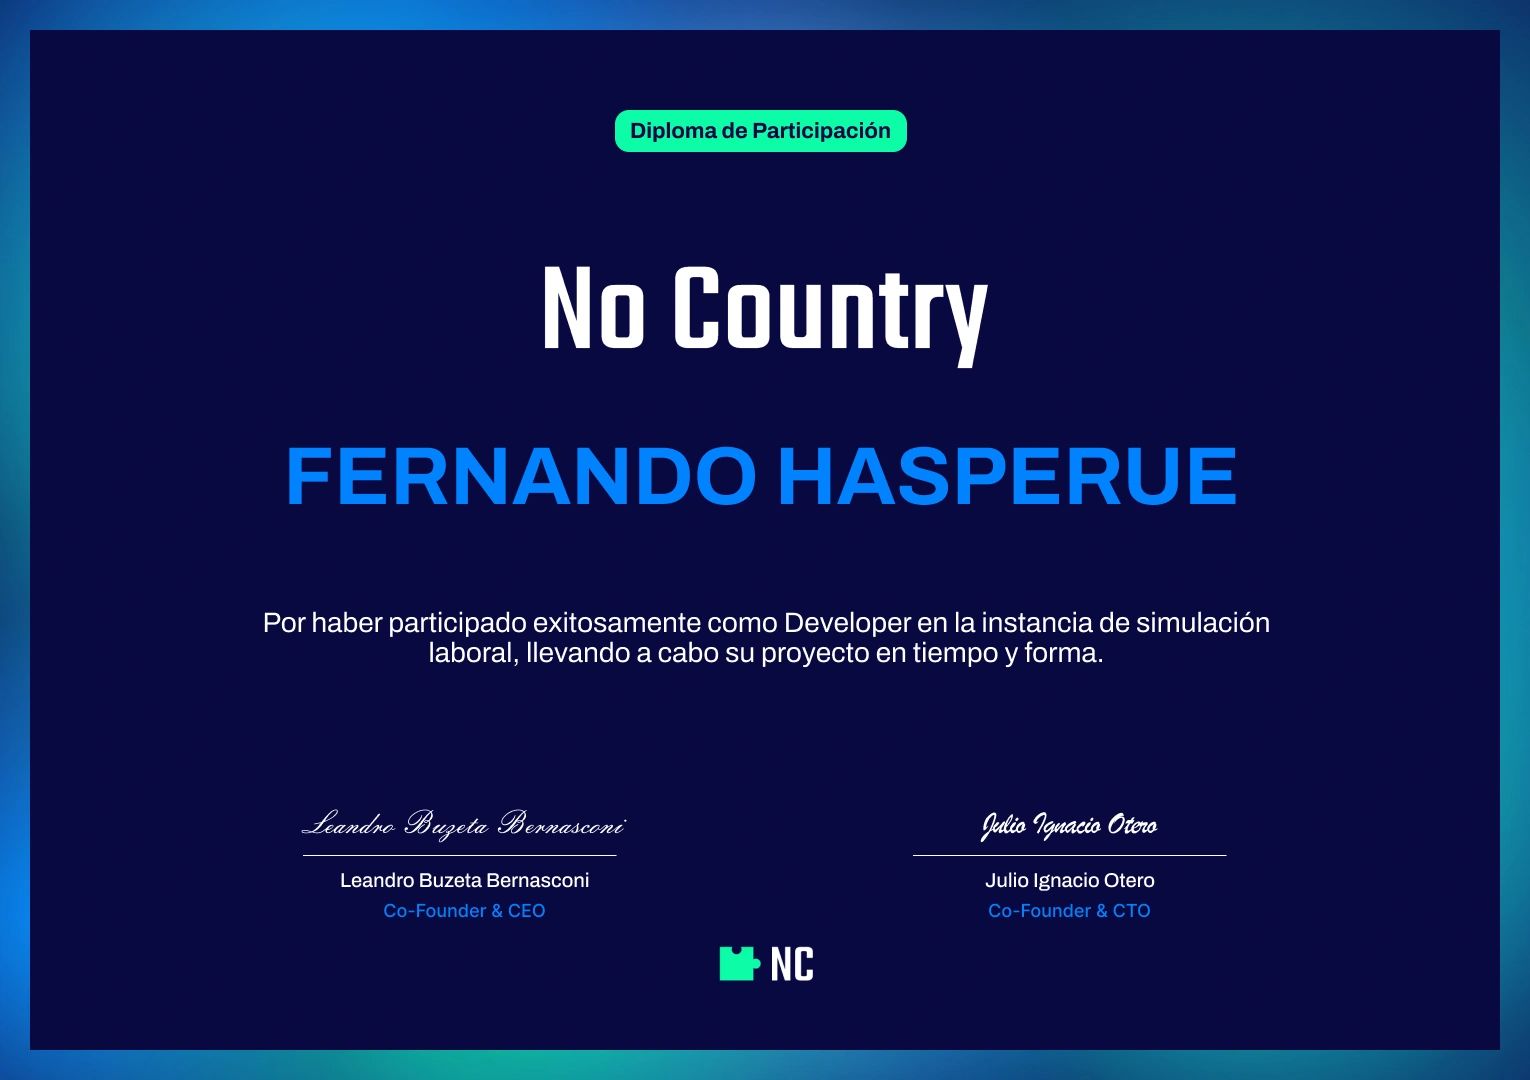 Diploma de Participación
No Country
FERNANDO HASPERUE
Por haber participado exitosamente como Developer en la instancia de simulación
laboral, llevando a cabo su proyecto en tiempo y forma.
Leandro Buzeta Bernasconi
Leandro Buzeta Bernasconi
Co-Founder & CEO
Julio Ignacio Otero
Julio Ignacio Otero
Co-Founder & CTO
NC